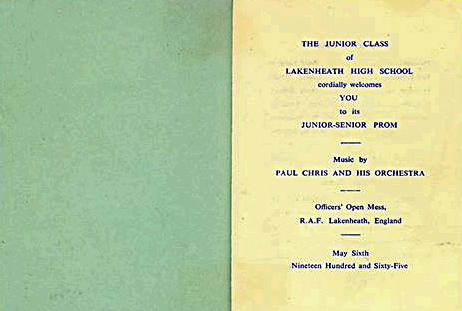 THE JUNIOR CLASS
of
LAKENHEATH HIGH SCHOOL
cordially welcomes
YOU
to its
JUNIOR-SENIOR PROM
Music by
PAUL CHRIS AND HIS ORCHESTRA
Officers' Open Mess,
R.A.F. Lakenheath, England
May Sixth
Nineteen Hundred and Sixty-Five